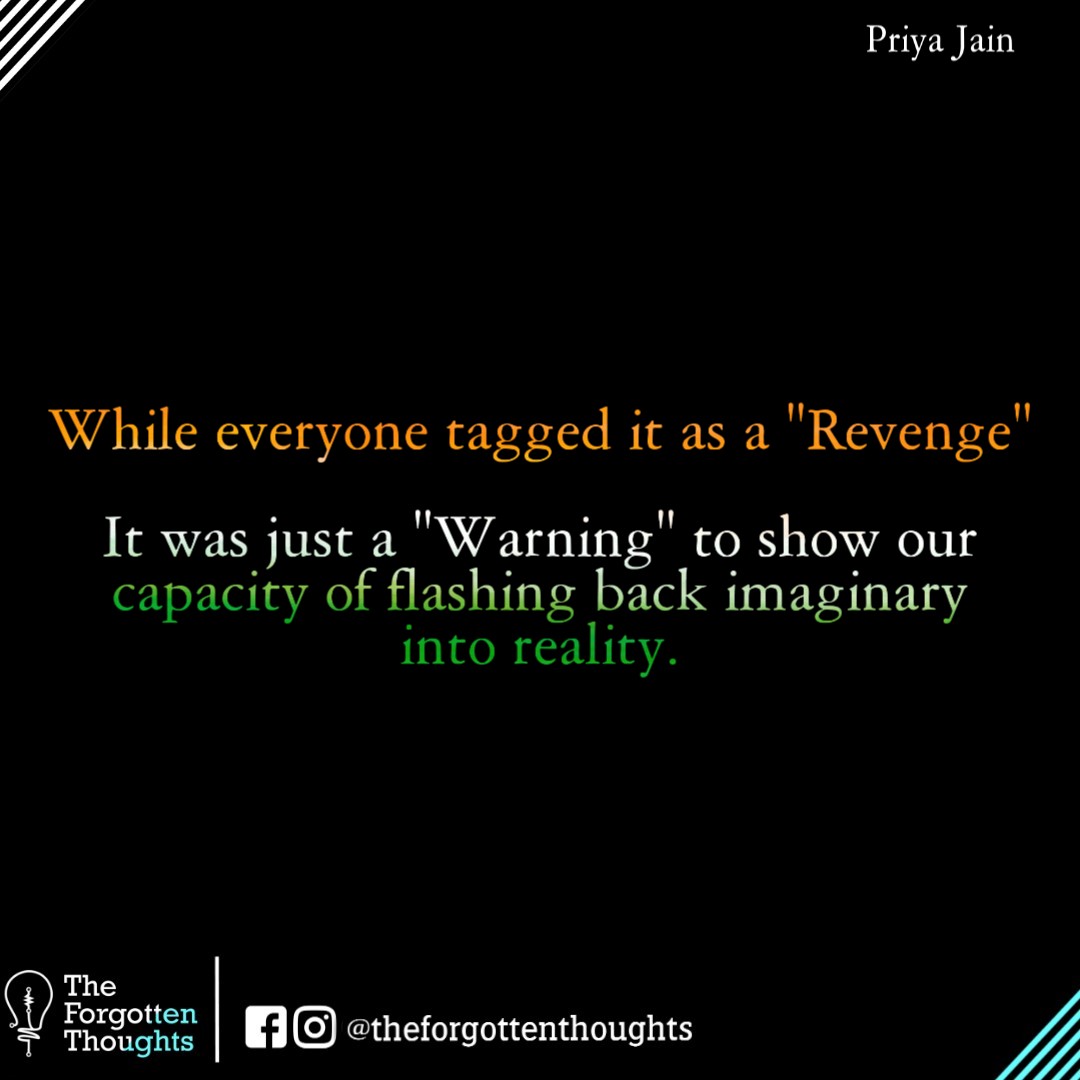 Priya Jain
While everyone tagged it as a "Revenge"
It was just a "Warning" to show our
capacity of flashing back imaginary
into reality.
The
Forgotten
Thoughts
@theforgottenthoughts